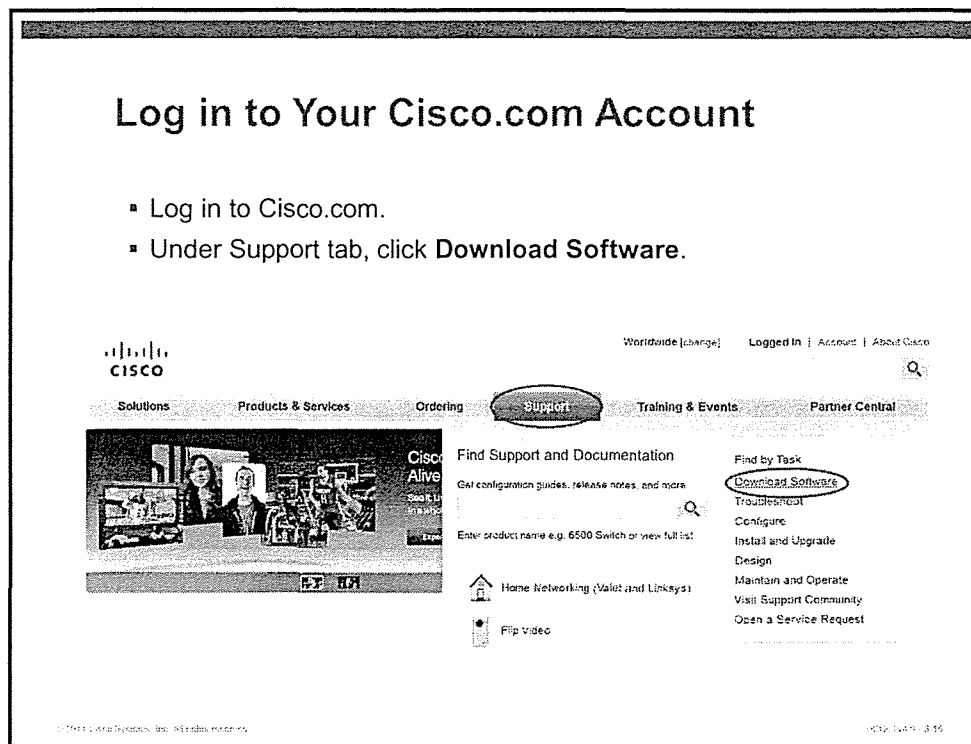 Log in to Your Cisco.com Account
▪ Log in to Cisco.com.
▪ Under Support tab, click Download Software.
Worldwide [change] Logged In | Account | About Cisco
CISCO
Solutions Products & Services Ordering Support Training & Events Partner Central
Cisco
Alive
Find Support and Documentation
Get configuration guides, release notes, and more
Enter product name e.g. 6500 Switch or view full list
Home Networking (Valet and Linksys)
Flip Video
Find by Task
Download Software
Troubleshoot
Configure
Install and Upgrade
Design
Maintain and Operate
Visit Support Community
Open a Service Request